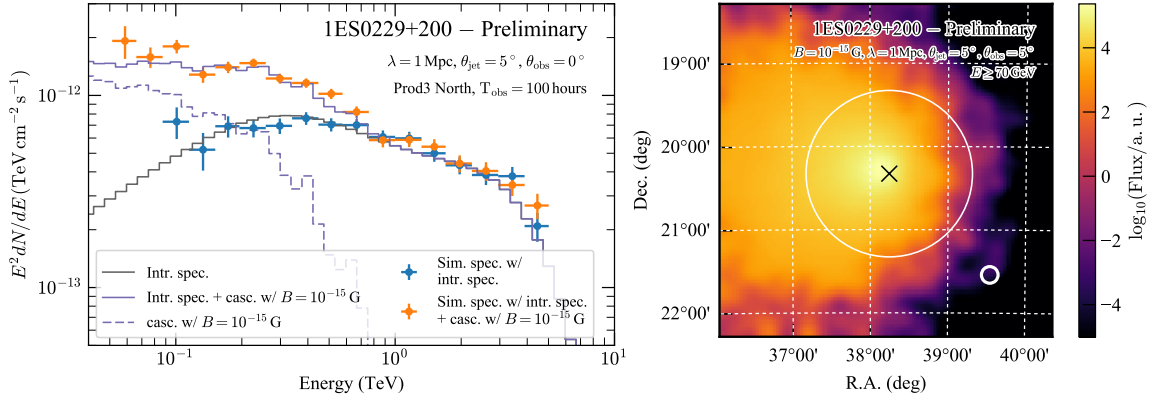 1ES0229+200 − Preliminary
λ = 1 Mpc, θjet = 5°, θobs = 0°
Prod3 North, Tobs = 100 hours
E² dN/dE (TeV cm⁻² s⁻¹)
10⁻¹²
10⁻¹³
Intr. spec.
Intr. spec. + casc. w/ B = 10⁻¹⁵ G
casc. w/ B = 10⁻¹⁵ G
Sim. spec. w/
intr. spec.
Sim. spec. w/ intr. spec.
+ casc. w/ B = 10⁻¹⁵ G
10⁻¹
10⁰
10¹
Energy (TeV)
1ES0229+200 − Preliminary
B = 10⁻¹⁵ G, λ = 1 Mpc, θjet = 5°, θobs = 5°
E ≥ 70 GeV
Dec. (deg)
19°00'
20°00'
21°00'
22°00'
37°00'
38°00'
39°00'
40°00'
R.A. (deg)
4
2
0
−2
−4
log₁₀(Flux/a. u.)